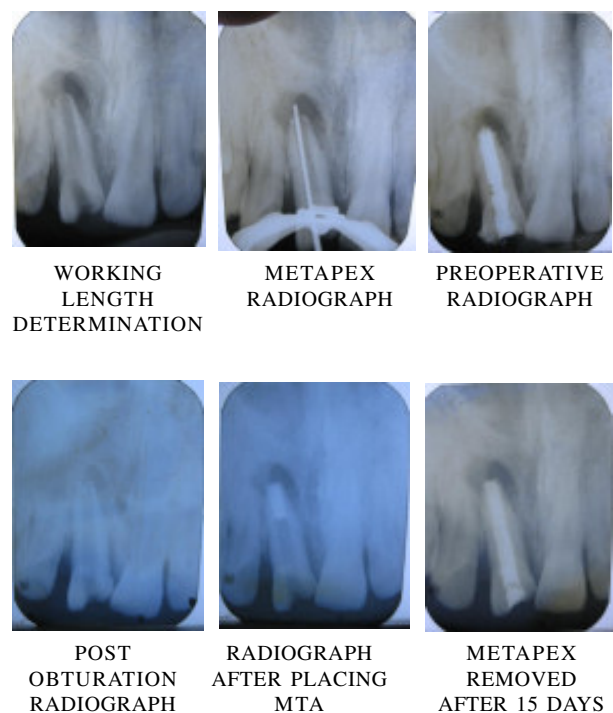 WORKING
LENGTH
DETERMINATION
METAPEX
RADIOGRAPH
PREOPERATIVE
RADIOGRAPH
POST
OBTURATION
RADIOGRAPH
RADIOGRAPH
AFTER PLACING
MTA
METAPEX
REMOVED
AFTER 15 DAYS